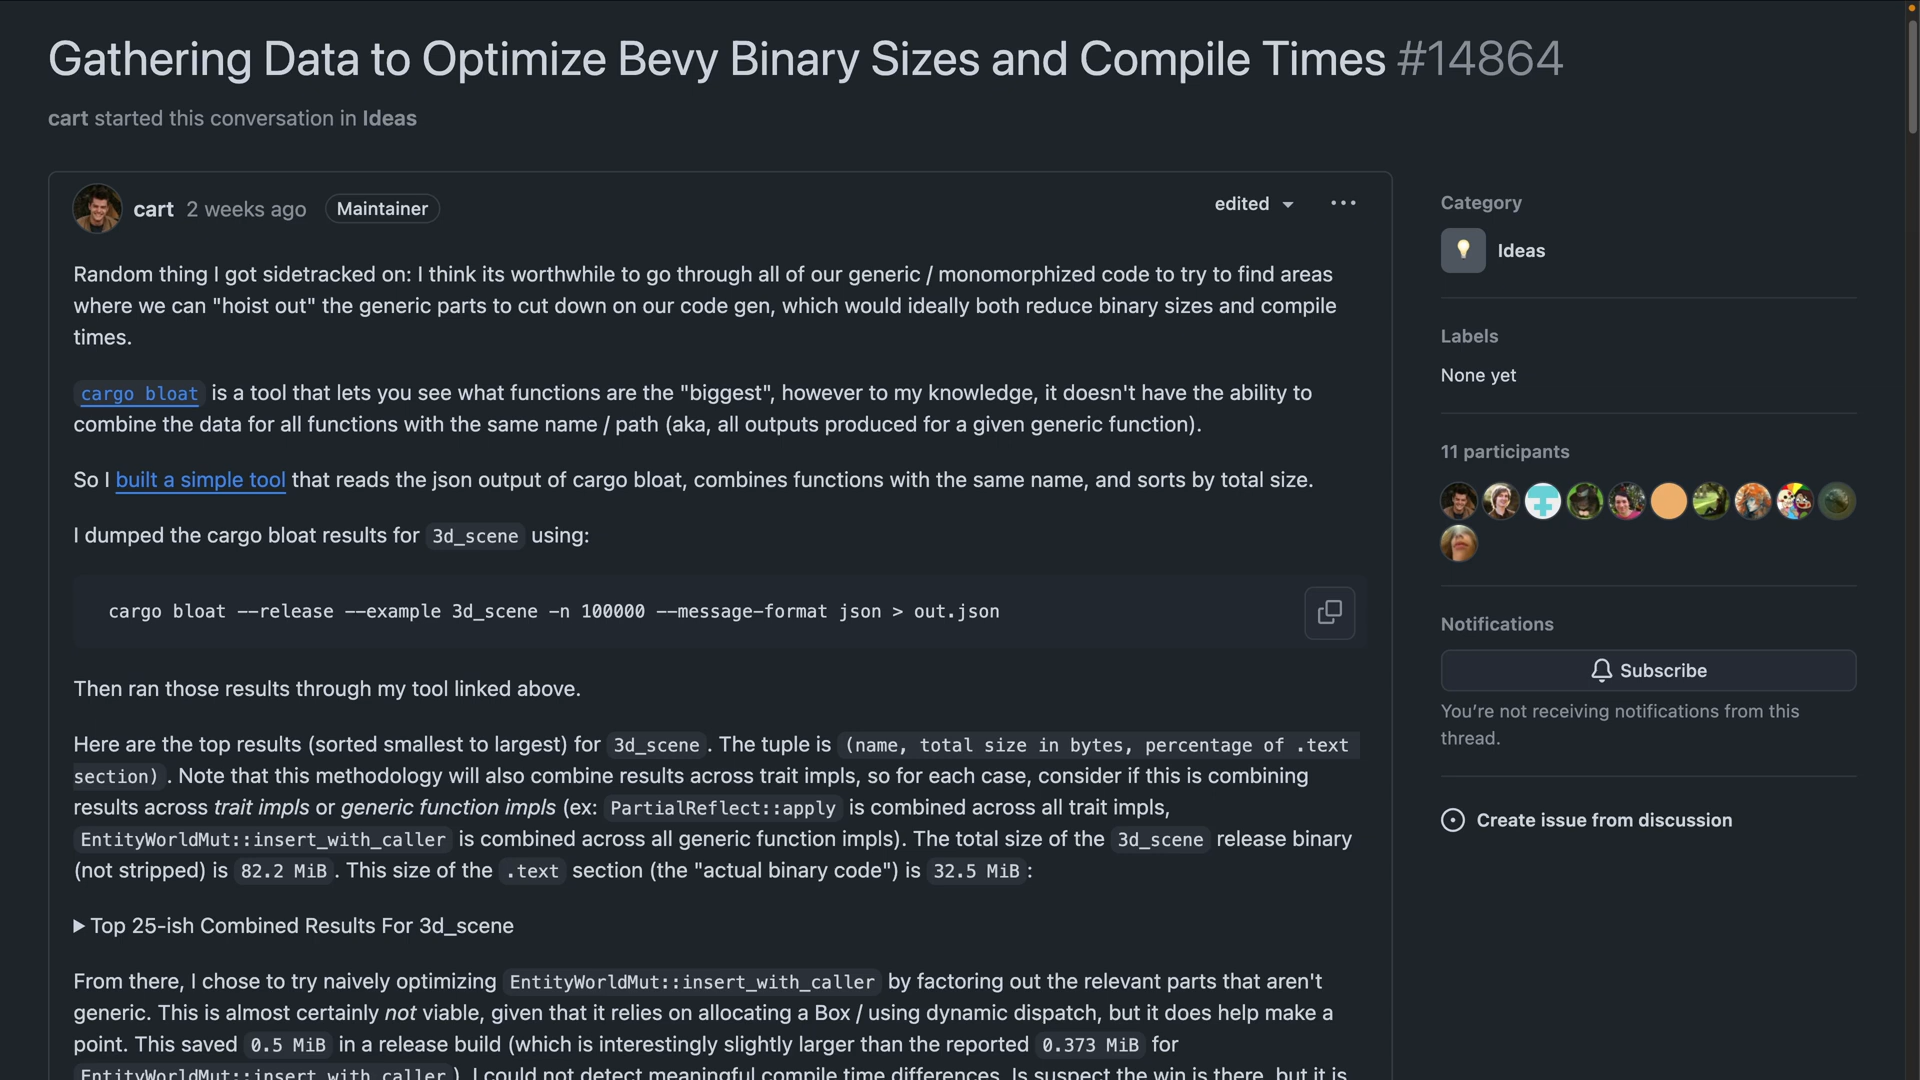 Gathering Data to Optimize Bevy Binary Sizes and Compile Times #14864
cart started this conversation in Ideas
cart 2 weeks ago Maintainer
edited
Random thing I got sidetracked on: I think its worthwhile to go through all of our generic / monomorphized code to try to find areas
where we can "hoist out" the generic parts to cut down on our code gen, which would ideally both reduce binary sizes and compile
times.
cargo bloat is a tool that lets you see what functions are the "biggest", however to my knowledge, it doesn't have the ability to
combine the data for all functions with the same name / path (aka, all outputs produced for a given generic function).
So I built a simple tool that reads the json output of cargo bloat, combines functions with the same name, and sorts by total size.
I dumped the cargo bloat results for 3d_scene using:
cargo bloat --release --example 3d_scene -n 100000 --message-format json > out.json
Then ran those results through my tool linked above.
Here are the top results (sorted smallest to largest) for 3d_scene . The tuple is (name, total size in bytes, percentage of .text
section) . Note that this methodology will also combine results across trait impls, so for each case, consider if this is combining
results across trait impls or generic function impls (ex: PartialReflect::apply is combined across all trait impls,
EntityWorldMut::insert_with_caller is combined across all generic function impls). The total size of the 3d_scene release binary
(not stripped) is 82.2 MiB . This size of the .text section (the "actual binary code") is 32.5 MiB :
Top 25-ish Combined Results For 3d_scene
From there, I chose to try naively optimizing EntityWorldMut::insert_with_caller by factoring out the relevant parts that aren't
generic. This is almost certainly not viable, given that it relies on allocating a Box / using dynamic dispatch, but it does help make a
point. This saved 0.5 MiB in a release build (which is interestingly slightly larger than the reported 0.373 MiB for
EntityWorldMut::insert_with_caller ). I could not detect meaningful compile time differences. Is suspect the win is there, but it is
Category
Ideas
Labels
None yet
11 participants
Notifications
Subscribe
You're not receiving notifications from this
thread.
Create issue from discussion